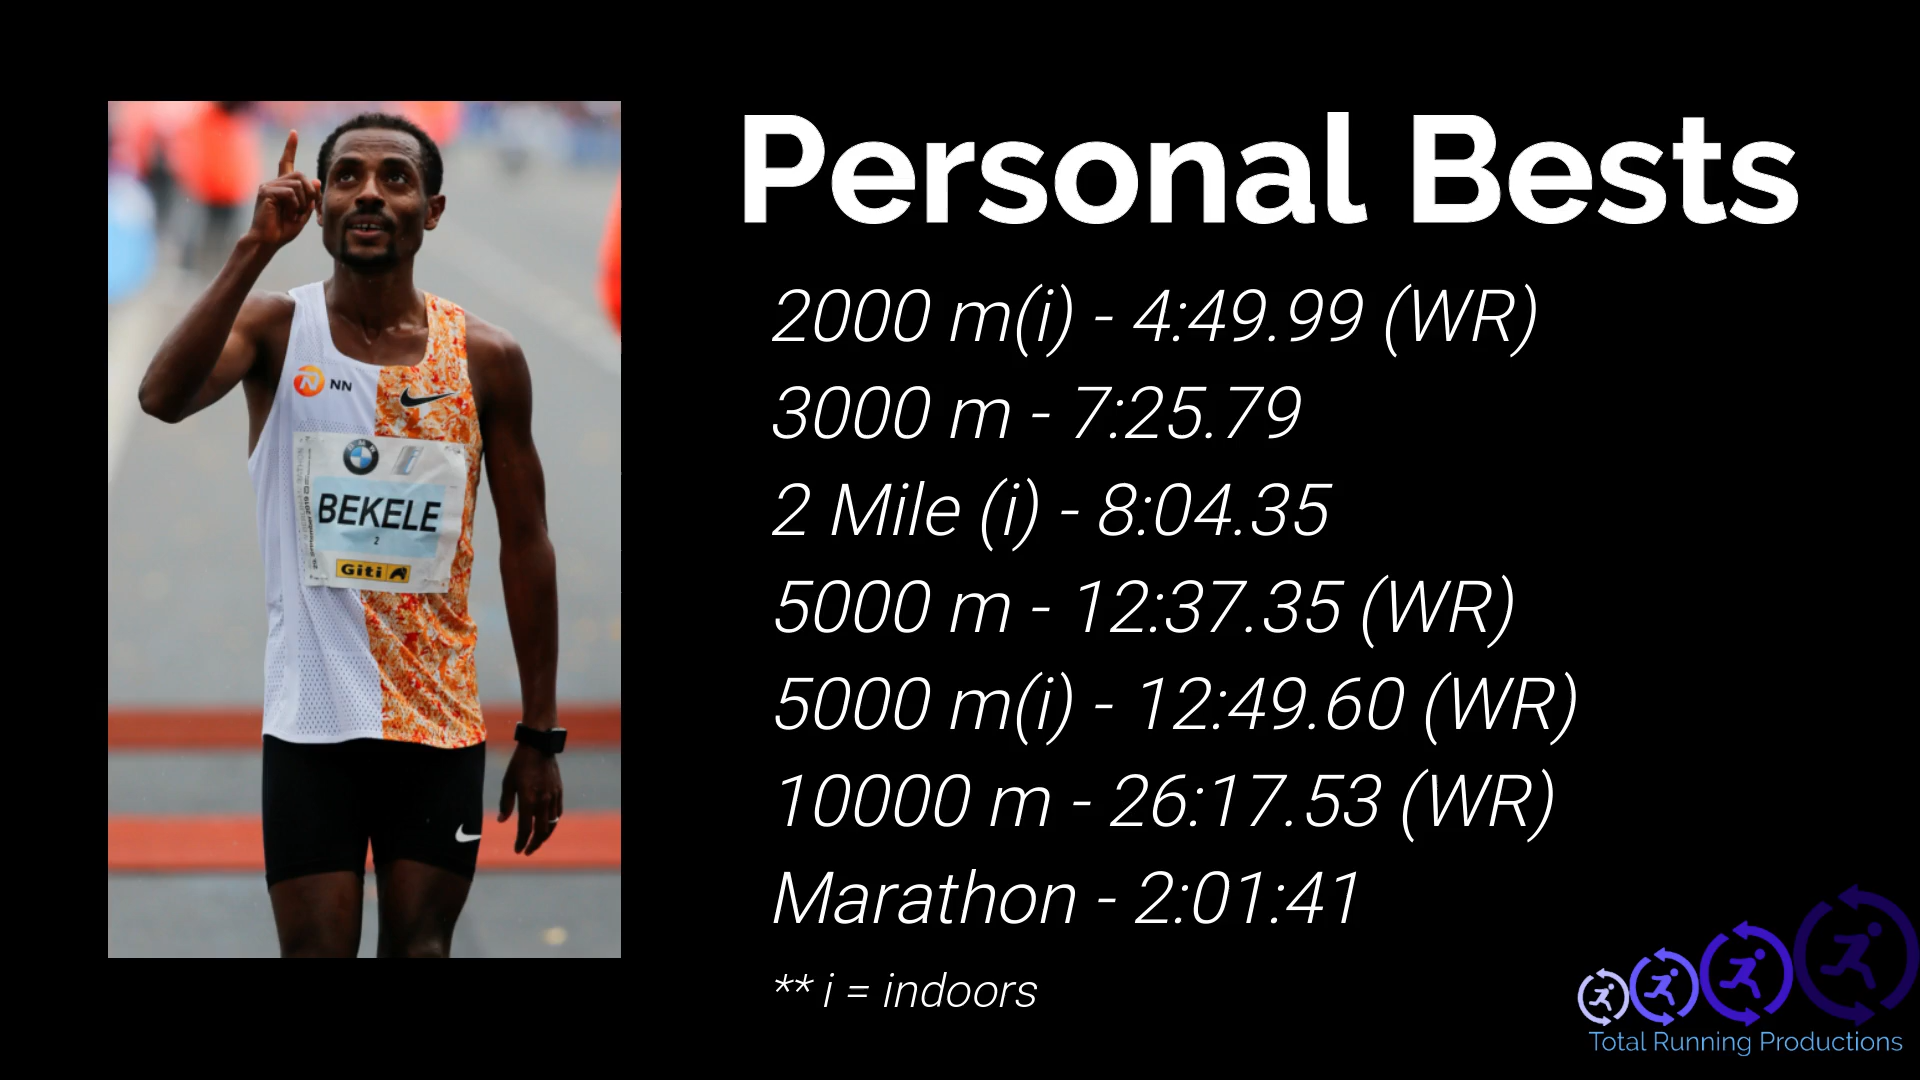 Personal Bests
2000 m(i) - 4:49.99 (WR)
3000 m - 7:25.79
2 Mile (i) - 8:04.35
5000 m - 12:37.35 (WR)
5000 m(i) - 12:49.60 (WR)
10000 m - 26:17.53 (WR)
Marathon - 2:01:41
** i = indoors
NN
BMW
BEKELE
2
Giti
Total Running Productions